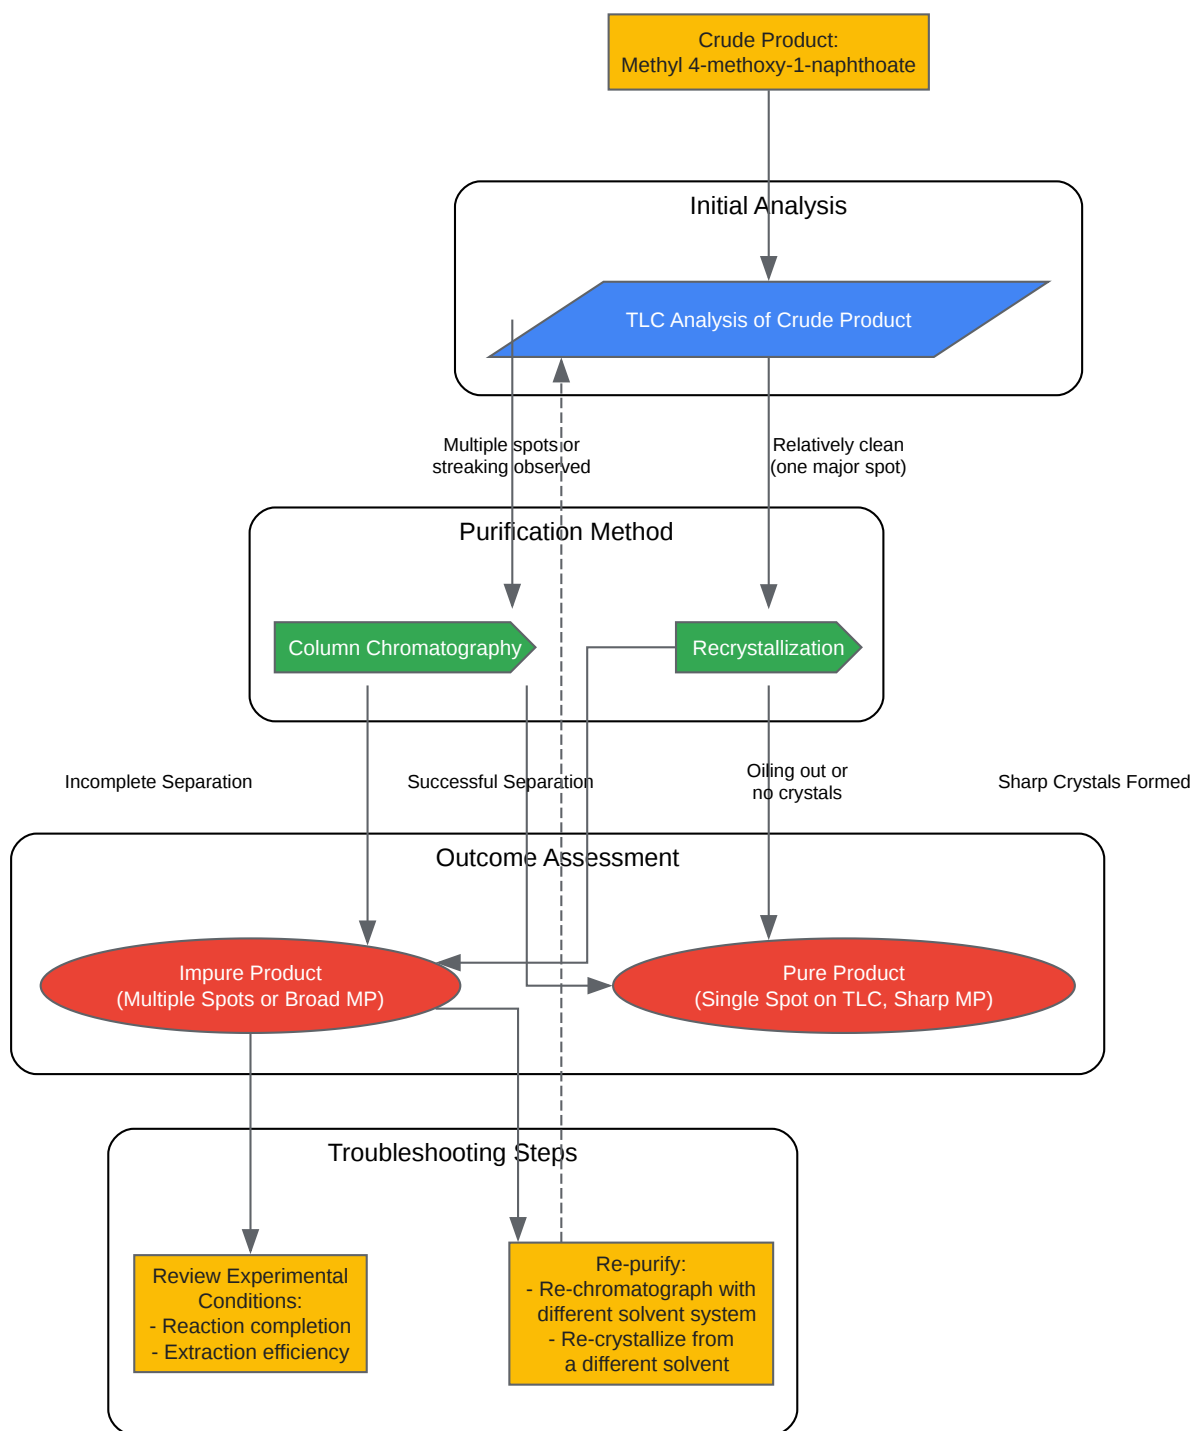 Crude Product:
Methyl 4-methoxy-1-naphthoate
Initial Analysis
TLC Analysis of Crude Product
Multiple spots or
streaking observed
Relatively clean
(one major spot)
Purification Method
Column Chromatography
Recrystallization
Incomplete Separation
Successful Separation
Oiling out or
no crystals
Sharp Crystals Formed
Outcome Assessment
Impure Product
(Multiple Spots or Broad MP)
Pure Product
(Single Spot on TLC, Sharp MP)
Troubleshooting Steps
Review Experimental
Conditions:
- Reaction completion
- Extraction efficiency
Re-purify:
- Re-chromatograph with
different solvent system
- Re-crystallize from
a different solvent